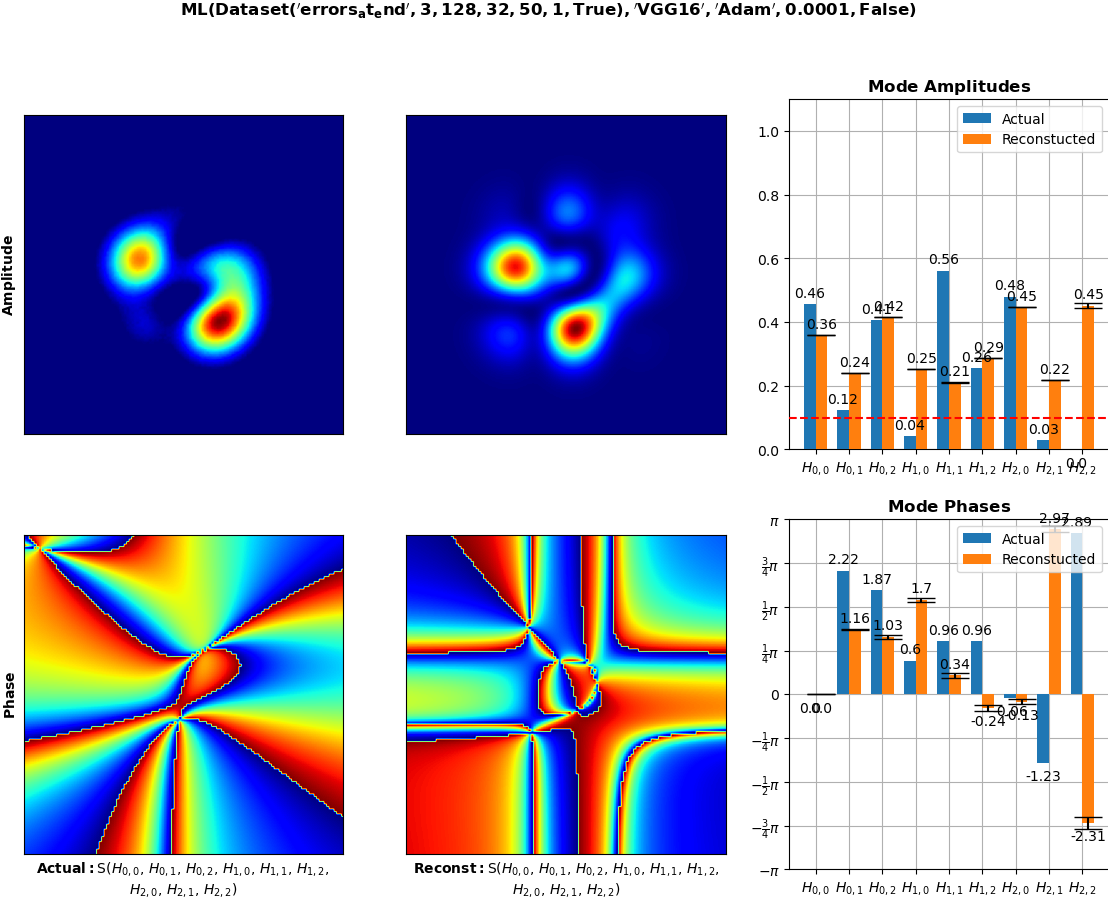 ML(Dataset('errors_at_end', 3, 128, 32, 50, 1, True), 'VGG16', 'Adam', 0.0001, False)
Mode Amplitudes
Actual
Reconstucted
1.0
0.8
0.6
0.4
0.2
0.0
0.46
0.36
0.12
0.24
0.41
0.42
0.04
0.25
0.56
0.21
0.26
0.29
0.48
0.45
0.03
0.22
0.0
0.45
H0,0 H0,1 H0,2 H1,0 H1,1 H1,2 H2,0 H2,1 H2,2
Amplitude
Mode Phases
Actual
Reconstucted
π
3/4π
1/2π
1/4π
0
−1/4π
−1/2π
−3/4π
−π
0.0
0.0
2.22
1.16
1.87
1.03
0.6
1.7
0.96
0.34
0.96
-0.24
-0.06
-0.13
-1.23
2.97
2.89
-2.31
H0,0 H0,1 H0,2 H1,0 H1,1 H1,2 H2,0 H2,1 H2,2
Phase
Actual: S(H0,0, H0,1, H0,2, H1,0, H1,1, H1,2,
H2,0, H2,1, H2,2)
Reconst: S(H0,0, H0,1, H0,2, H1,0, H1,1, H1,2,
H2,0, H2,1, H2,2)